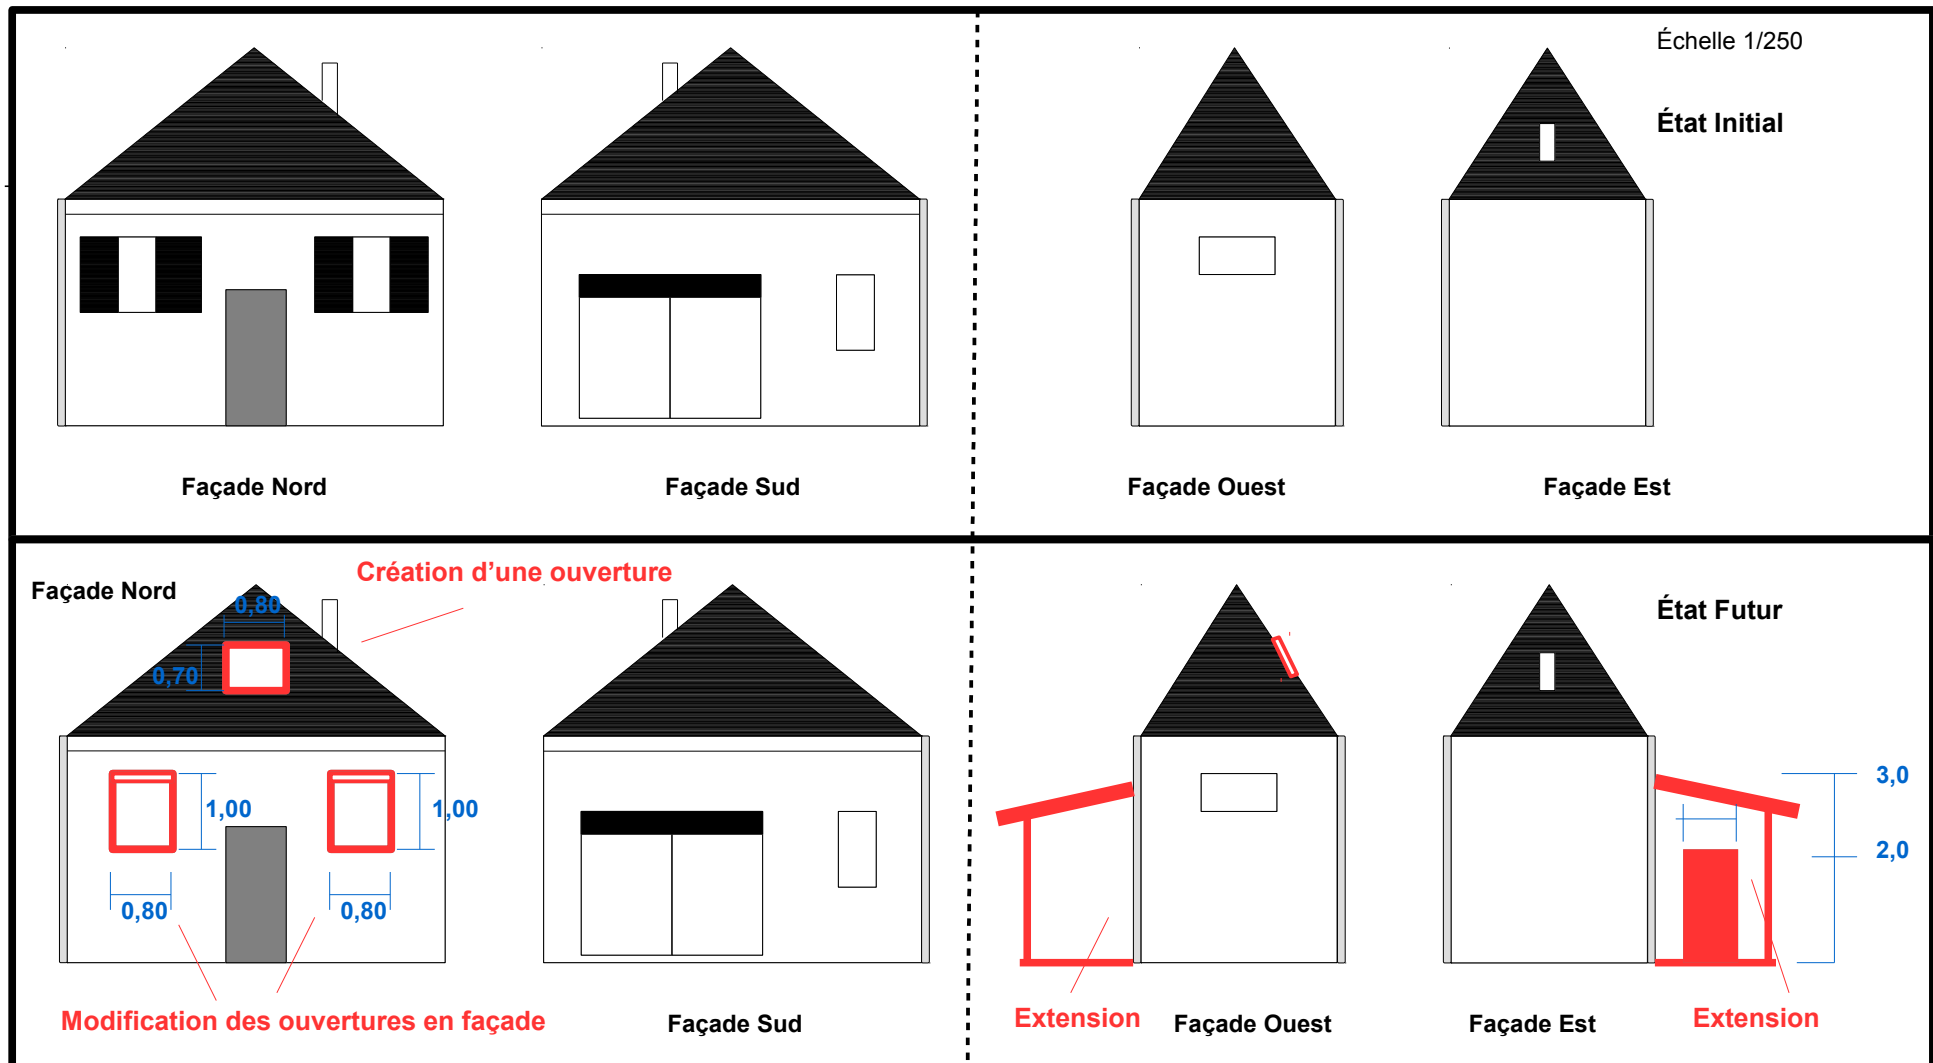 Échelle 1/250
État Initial
Façade Nord
Façade Sud
Façade Ouest
Façade Est
Création d’une ouverture
Façade Nord
0,80
État Futur
0,70
3,0
1,00
1,00
2,0
0,80
0,80
Modification des ouvertures en façade
Façade Sud
Extension
Façade Ouest
Façade Est
Extension